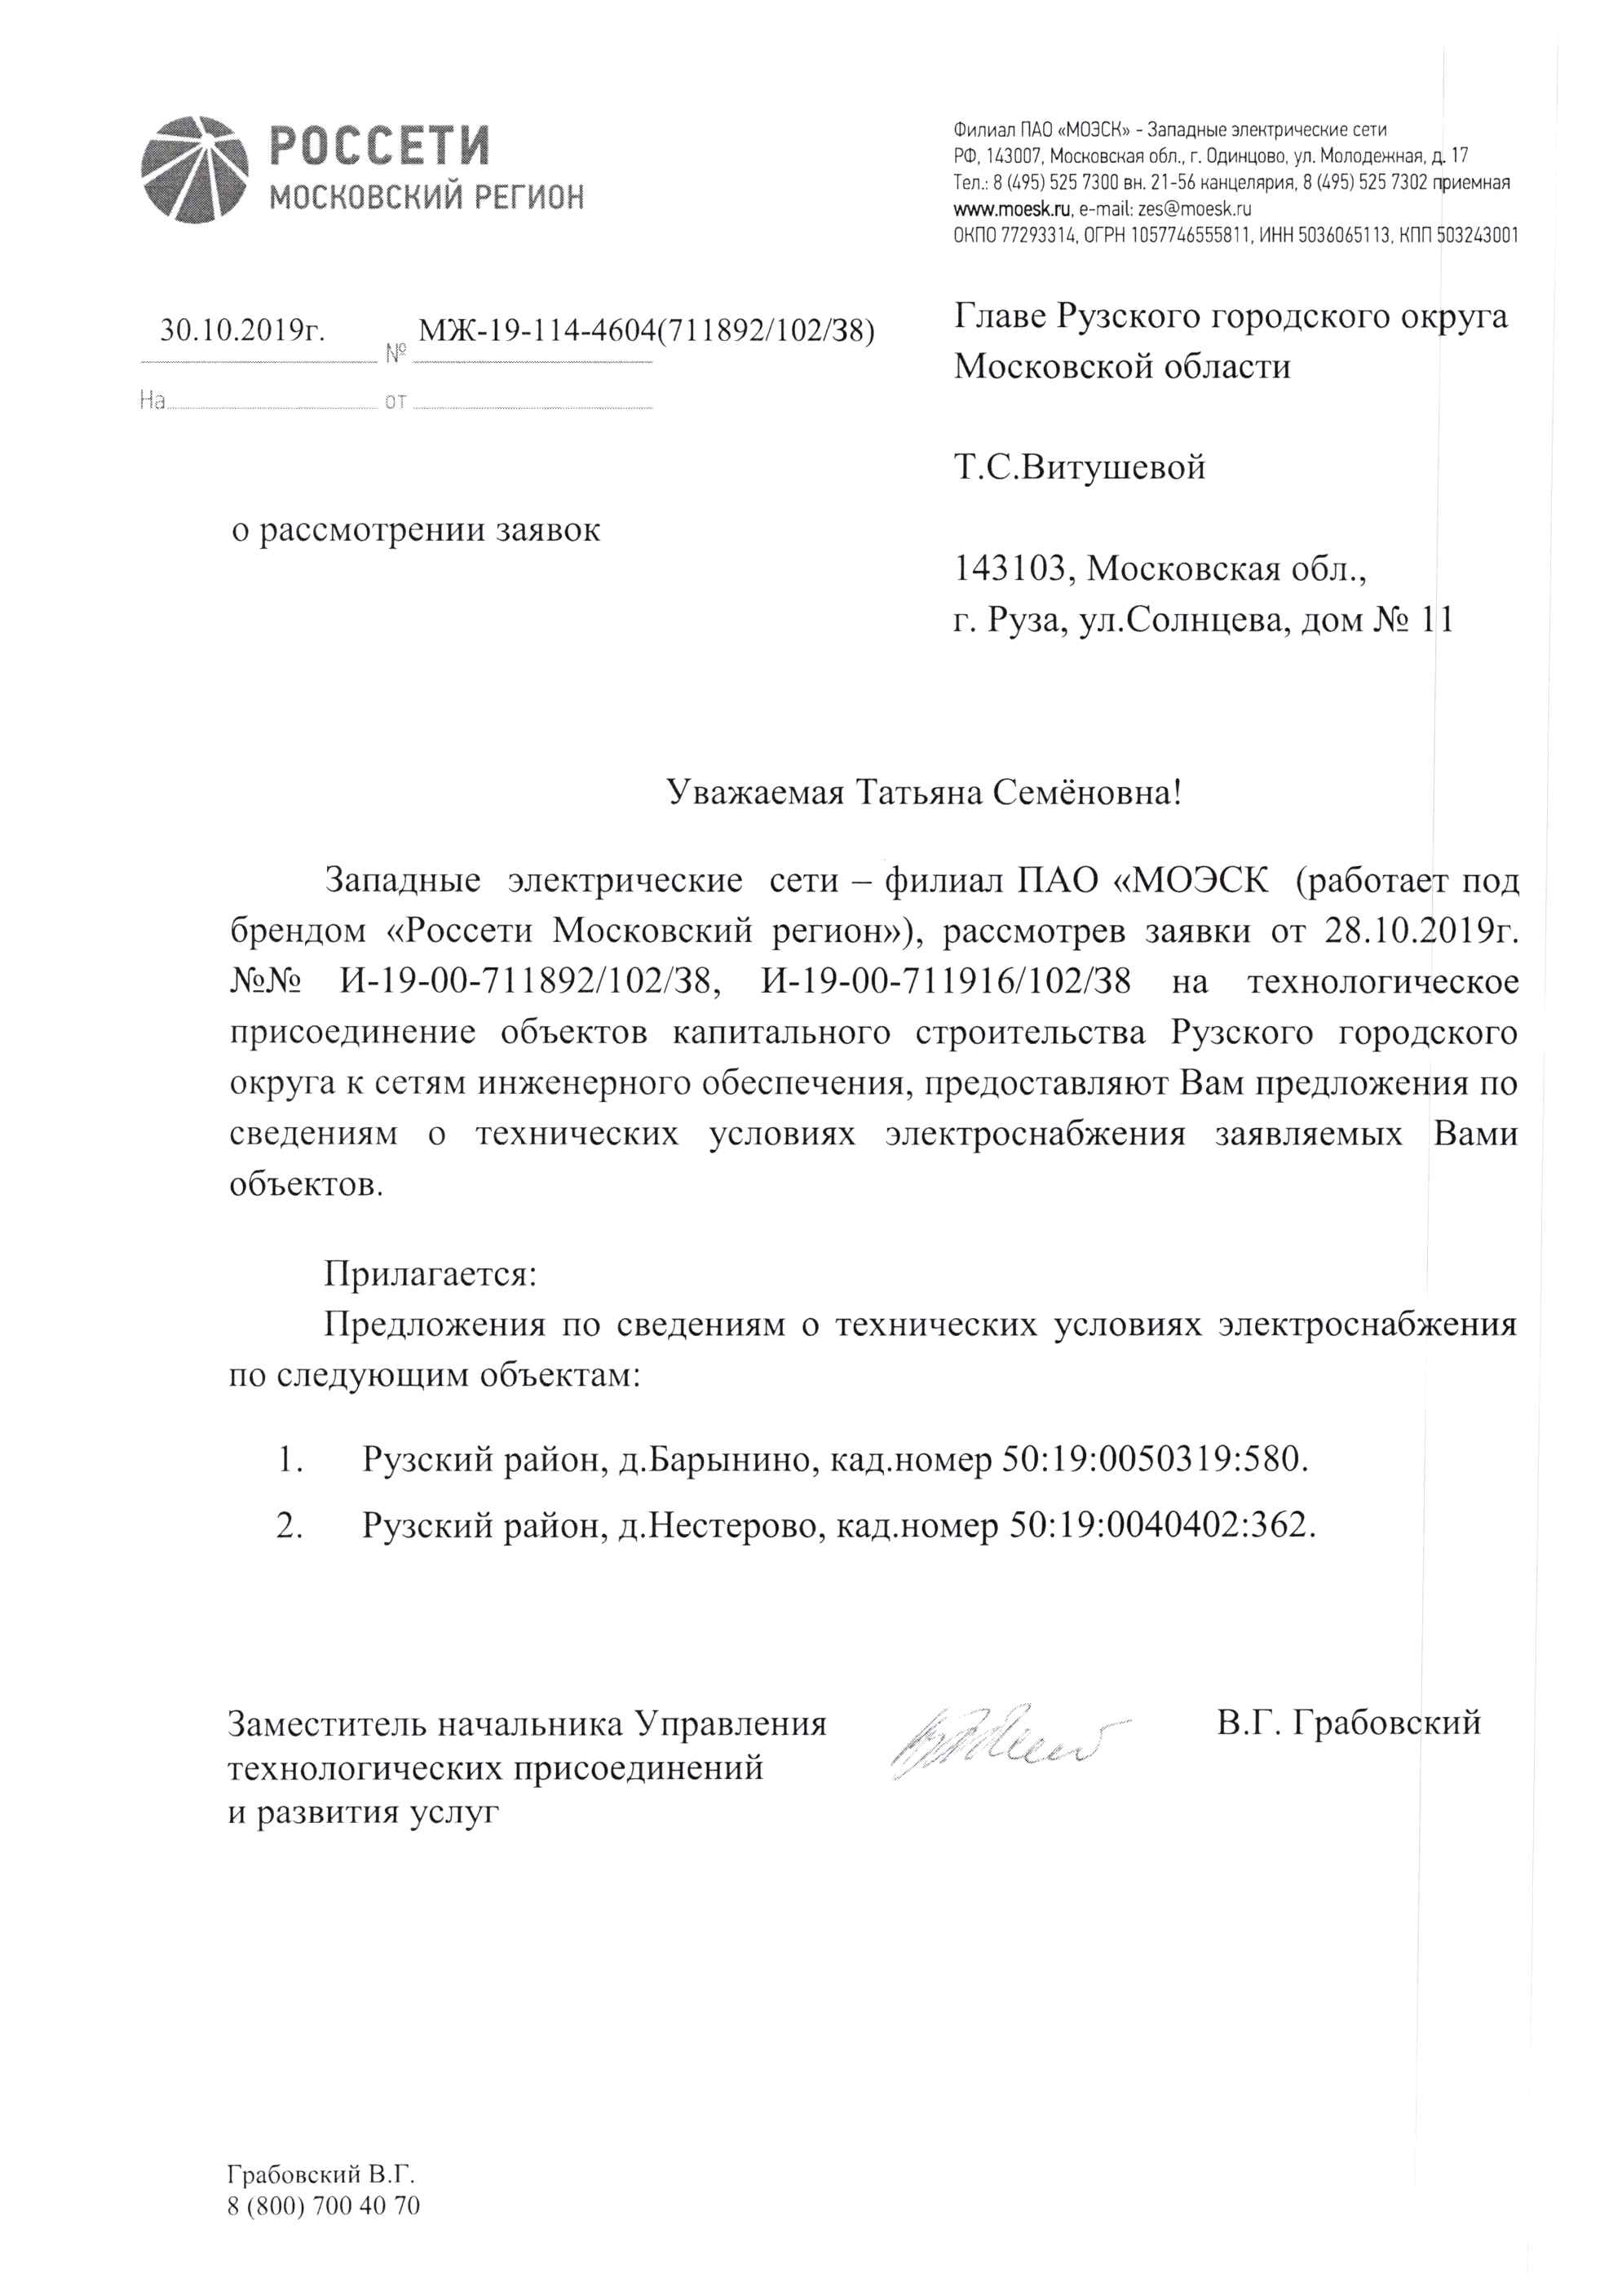 РОССЕТИ
МОСКОВСКИЙ РЕГИОН
Филиал ПАО «МОЭСК» - Западные электрические сети
РФ, 143007, Московская обл., г. Одинцово, ул. Молодежная, д. 17
Тел.: 8 (495) 525 7300 вн. 21-56 канцелярия, 8 (495) 525 7302 приемная
www.moesk.ru, e-mail: zes@moesk.ru
ОКПО 77293314, ОГРН 1057746555811, ИНН 5036065113, КПП 503243001
30.10.2019г. № МЖ-19-114-4604(711892/102/З8)
На от
Главе Рузского городского округа
Московской области
Т.С.Витушевой
о рассмотрении заявок
143103, Московская обл.,
г. Руза, ул.Солнцева, дом № 11
Уважаемая Татьяна Семёновна!
Западные электрические сети – филиал ПАО «МОЭСК (работает под
брендом «Россети Московский регион»), рассмотрев заявки от 28.10.2019г.
№№ И-19-00-711892/102/З8, И-19-00-711916/102/З8 на технологическое
присоединение объектов капитального строительства Рузского городского
округа к сетям инженерного обеспечения, предоставляют Вам предложения по
сведениям о технических условиях электроснабжения заявляемых Вами
объектов.
Прилагается:
Предложения по сведениям о технических условиях электроснабжения
по следующим объектам:
1. Рузский район, д.Барынино, кад.номер 50:19:0050319:580.
2. Рузский район, д.Нестерово, кад.номер 50:19:0040402:362.
Заместитель начальника Управления
технологических присоединений
и развития услуг
В.Г. Грабовский
Грабовский В.Г.
8 (800) 700 40 70